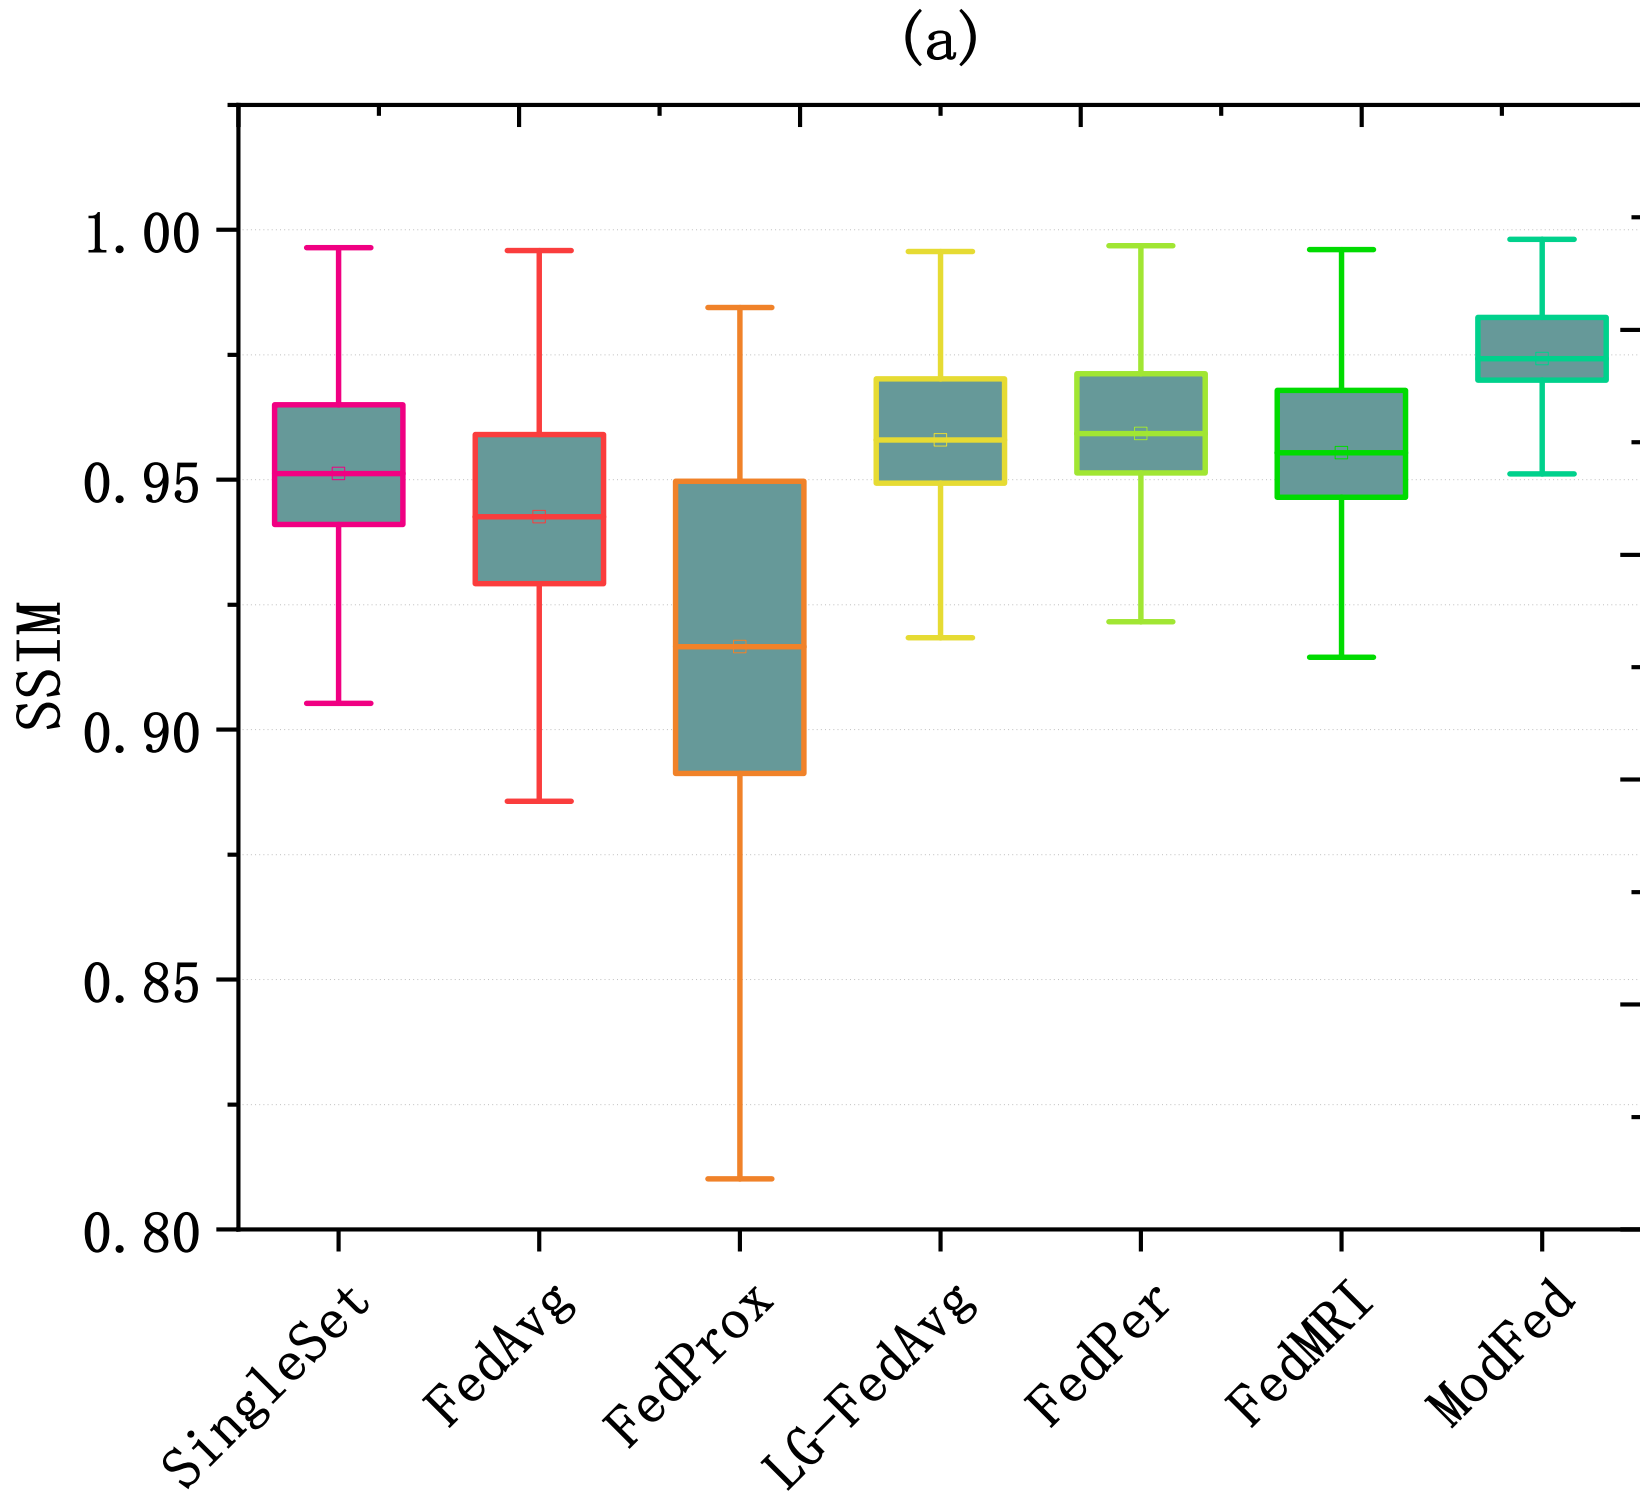 (a)
1.00
0.95
0.90
0.85
0.80
SSIM
SingleSet
FedAvg
FedProx
LG-FedAvg
FedPer
FedMRI
ModFed